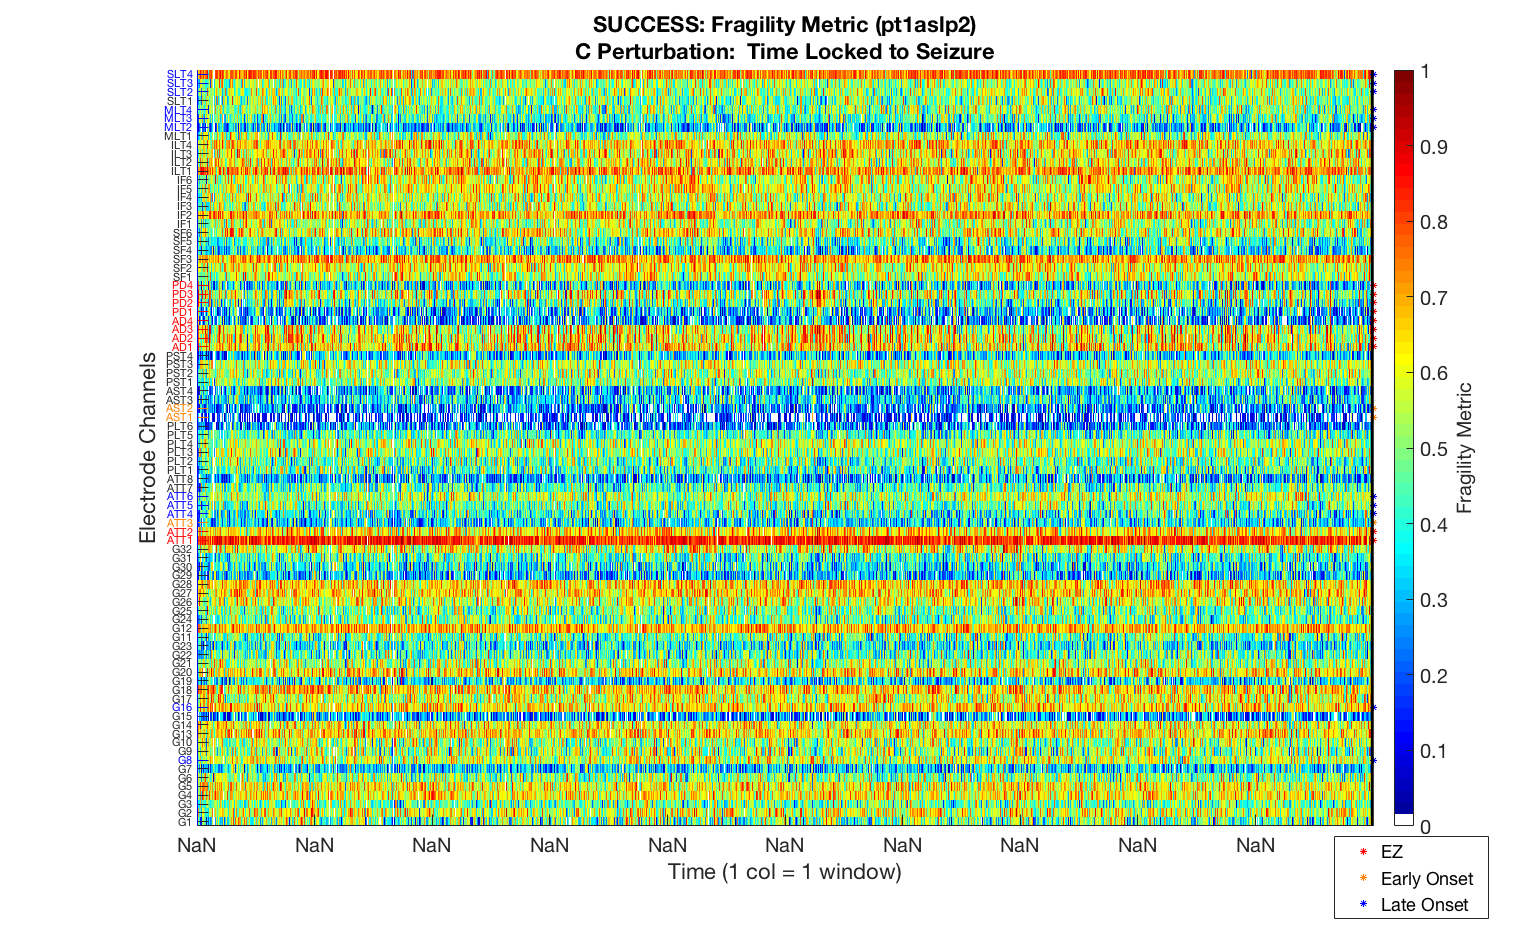 SUCCESS: Fragility Metric (pt1aslp2)
C Perturbation:  Time Locked to Seizure
Electrode Channels
SLT4
SLT3
SLT2
SLT1
MLT4
MLT3
MLT2
MLT1
ILT4
ILT3
ILT2
ILT1
IF6
IF5
IF4
IF3
IF2
IF1
SF6
SF5
SF4
SF3
SF2
SF1
PD4
PD3
PD2
PD1
AD4
AD3
AD2
AD1
PST4
PST3
PST2
PST1
AST4
AST3
AST2
AST1
PLT6
PLT5
PLT4
PLT3
PLT2
PLT1
ATT8
ATT7
ATT6
ATT5
ATT4
ATT3
ATT2
ATT1
G32
G31
G30
G29
G28
G27
G26
G25
G24
G12
G11
G23
G22
G21
G20
G19
G18
G17
G16
G15
G14
G13
G10
G9
G8
G7
G6
G5
G4
G3
G2
G1
NaN NaN NaN NaN NaN NaN NaN NaN NaN NaN
Time (1 col = 1 window)
1
0.9
0.8
0.7
0.6
0.5
0.4
0.3
0.2
0.1
0
Fragility Metric
EZ
Early Onset
Late Onset